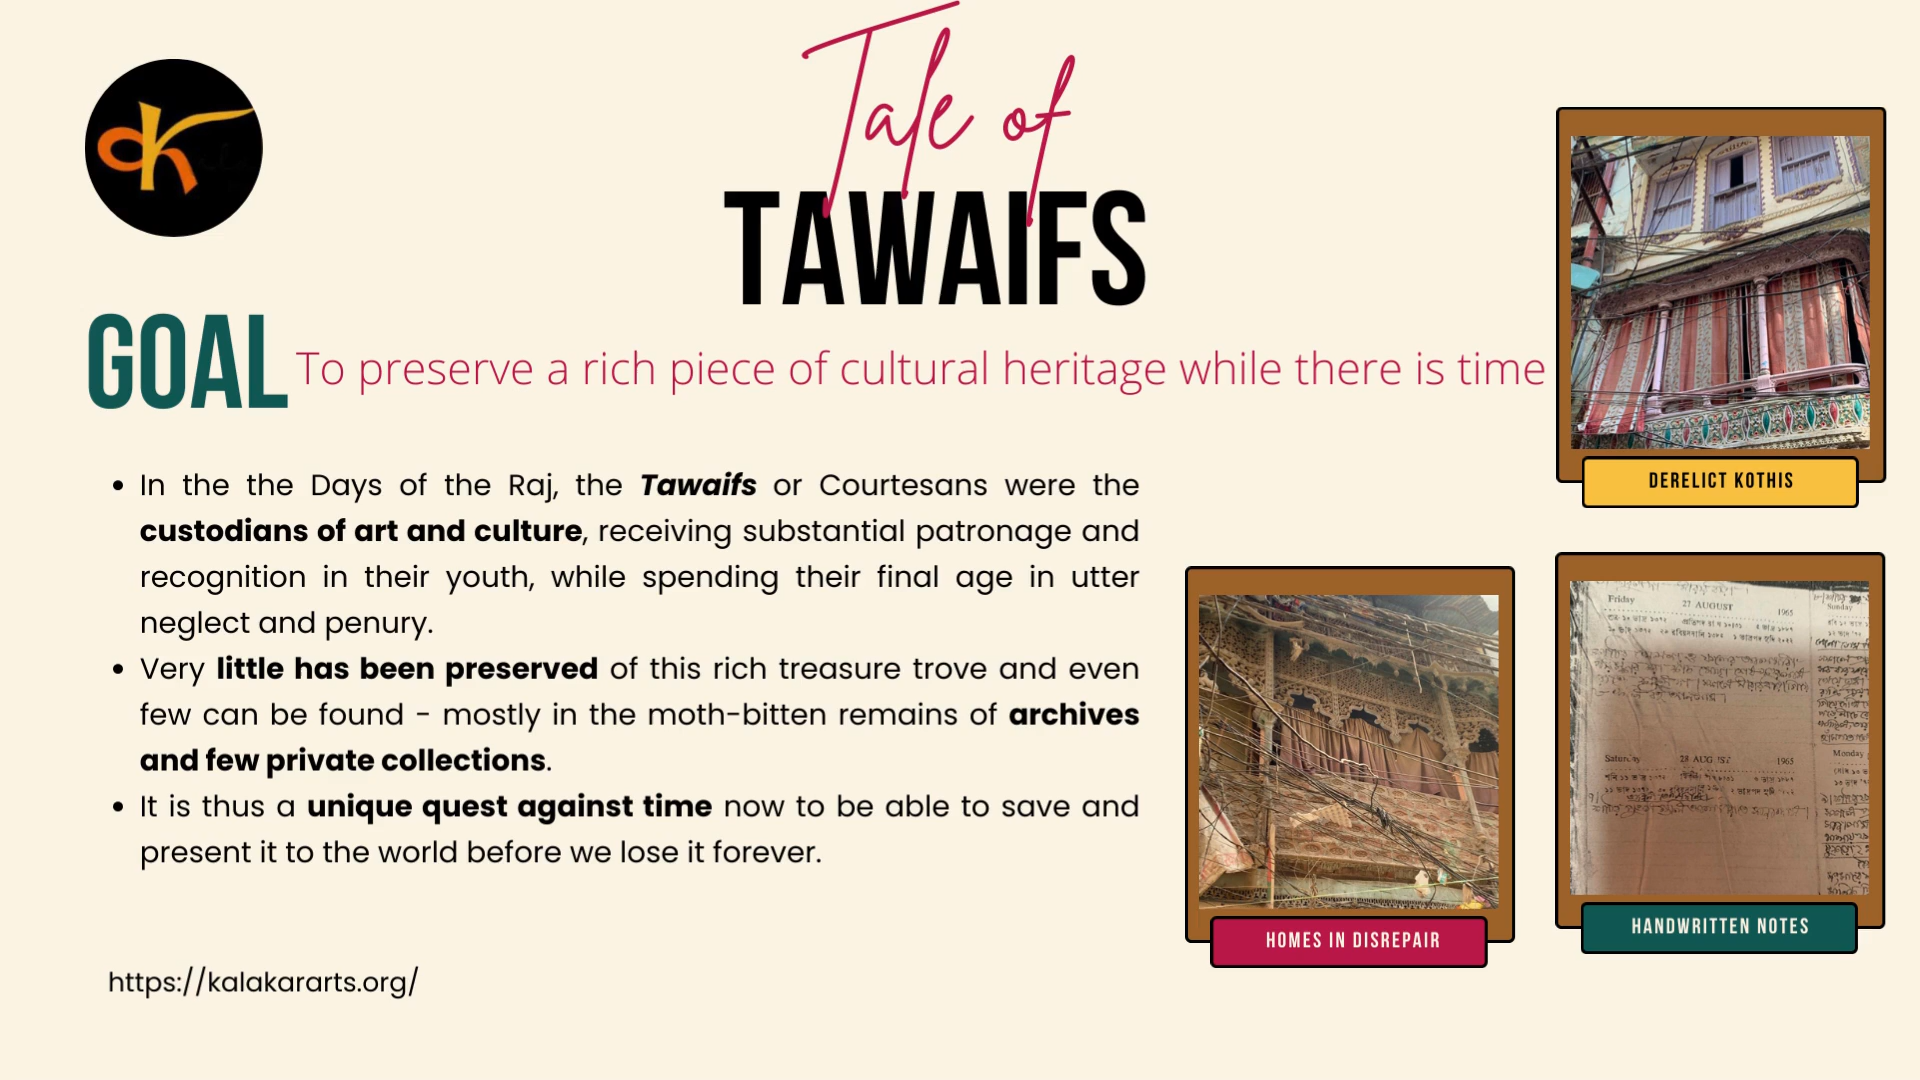 Tale of
TAWAIFS
GOAL To preserve a rich piece of cultural heritage while there is time
In the the Days of the Raj, the Tawaifs or Courtesans were the
custodians of art and culture, receiving substantial patronage and
recognition in their youth, while spending their final age in utter
neglect and penury.
Very little has been preserved of this rich treasure trove and even
few can be found - mostly in the moth-bitten remains of archives
and few private collections.
It is thus a unique quest against time now to be able to save and
present it to the world before we lose it forever.
https://kalakararts.org/
DERELICT KOTHIS
HOMES IN DISREPAIR
Friday 27 AUGUST 1965
Sunday
Saturday 28 AUGUST 1965
Monday
HANDWRITTEN NOTES